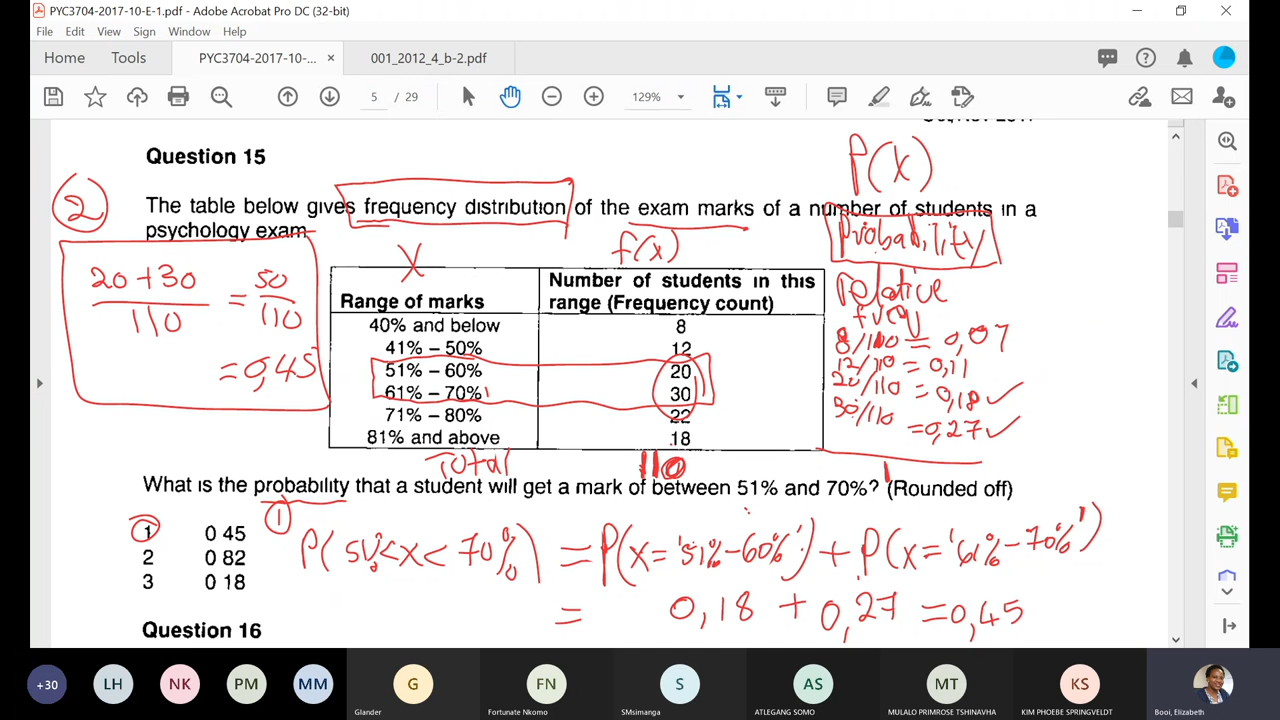 PYC3704-2017-10-E-1.pdf - Adobe Acrobat Pro DC (32-bit)
File Edit View Sign Window Help
Home Tools PYC3704-2017-10-... × 001_2012_4_b-2.pdf
5 / 29 129%
Question 15
P(x)
2
The table below gives frequency distribution of the exam marks of a number of students in a
psychology exam
Probability
x f(x)
20+30 / 110 = 50 / 110
= 0,45
Relative
freq
Range of marks Number of students in this
range (Frequency count)
40% and below 8 8/110 = 0,07
41% – 50% 12 12/110 = 0,11
51% – 60% 20 20/110 = 0,18 ✓
61% – 70% 30 30/110 = 0,27 ✓
71% – 80% 22
81% and above 18
Total 110 1
What is the probability that a student will get a mark of between 51% and 70%? (Rounded off)
1 0 45
2 0 82
3 0 18
1 P(51%<x<70%) = P(x='51%-60%') + P(x='61%-70%')
= 0,18 + 0,27 = 0,45
Question 16
+30 LH NK PM MM G FN S AS MT KS
Glander Fortunate Nkomo SMsimanga ATLEGANG SOMO MULALO PRIMROSE TSHINAVHA KIM PHOEBE SPRINGVELDT Booi, Elizabeth